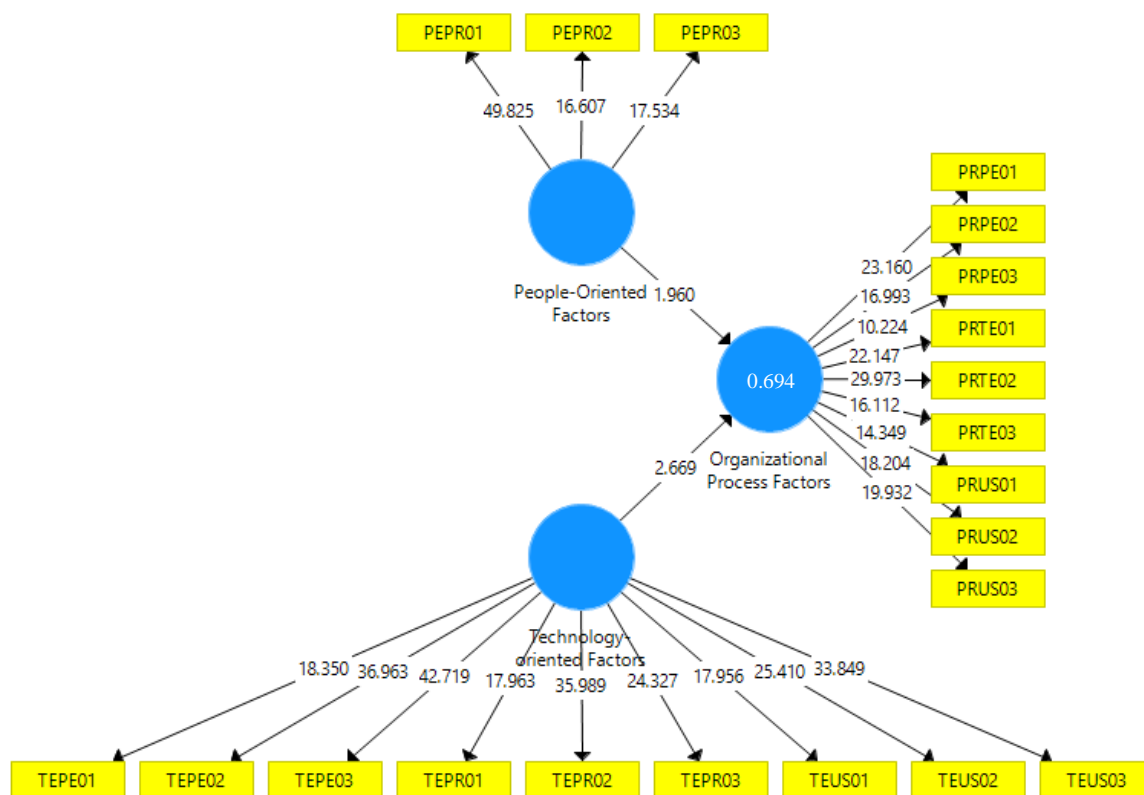 PEPR01
PEPR02
PEPR03
49.825
16.607
17.534
People-Oriented
Factors
1.960
PRPE01
PRPE02
PRPE03
PRTE01
PRTE02
PRTE03
PRUS01
PRUS02
PRUS03
23.160
16.993
10.224
22.147
29.973
16.112
14.349
18.204
19.932
0.694
Organizational
Process Factors
2.669
Technology-
oriented Factors
18.350
36.963
42.719
17.963
35.989
24.327
17.956
25.410
33.849
TEPE01
TEPE02
TEPE03
TEPR01
TEPR02
TEPR03
TEUS01
TEUS02
TEUS03